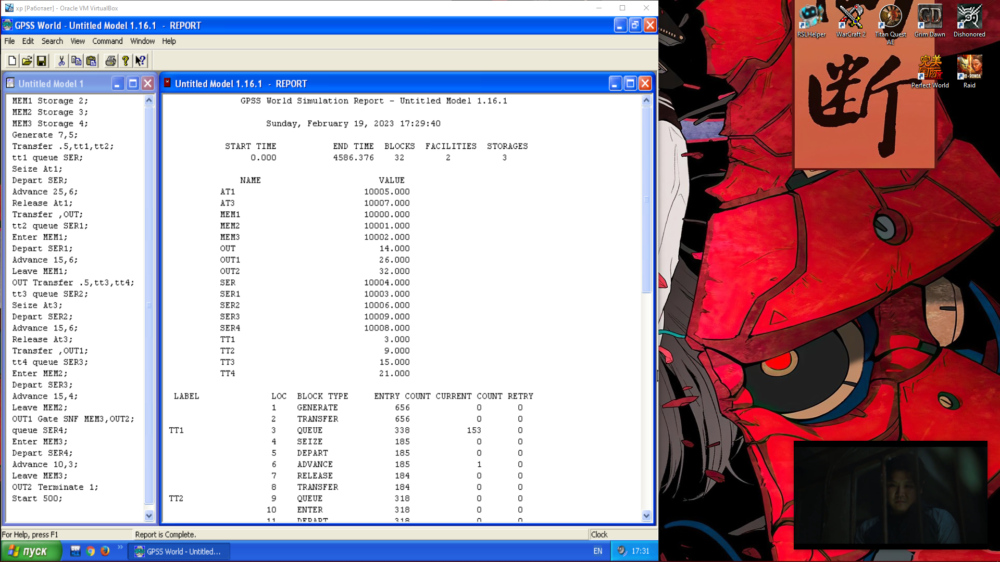 xp [Работает] - Oracle VM VirtualBox
GPSS World - Untitled Model 1.16.1 - REPORT
File Edit Search View Command Window Help
Untitled Model 1
MEM1 Storage 2;
MEM2 Storage 3;
MEM3 Storage 4;
Generate 7,5;
Transfer .5,tt1,tt2;
tt1 queue SER;
Seize At1;
Depart SER;
Advance 25,6;
Release At1;
Transfer ,OUT;
tt2 queue SER1;
Enter MEM1;
Depart SER1;
Advance 15,6;
Leave MEM1;
OUT Transfer .5,tt3,tt4;
tt3 queue SER2;
Seize At3;
Depart SER2;
Advance 15,6;
Release At3;
Transfer ,OUT1;
tt4 queue SER3;
Enter MEM2;
Depart SER3;
Advance 15,4;
Leave MEM2;
OUT1 Gate SNF MEM3,OUT2;
queue SER4;
Enter MEM3;
Depart SER4;
Advance 10,3;
Leave MEM3;
OUT2 Terminate 1;
Start 500;
Untitled Model 1.16.1 - REPORT
GPSS World Simulation Report - Untitled Model 1.16.1
Sunday, February 19, 2023 17:29:40
START TIME END TIME BLOCKS FACILITIES STORAGES
0.000 4586.376 32 2 3
NAME VALUE
AT1 10005.000
AT3 10007.000
MEM1 10000.000
MEM2 10001.000
MEM3 10002.000
OUT 14.000
OUT1 26.000
OUT2 32.000
SER 10004.000
SER1 10003.000
SER2 10006.000
SER3 10009.000
SER4 10008.000
TT1 3.000
TT2 9.000
TT3 15.000
TT4 21.000
LABEL LOC BLOCK TYPE ENTRY COUNT CURRENT COUNT RETRY
1 GENERATE 656 0 0
2 TRANSFER 656 0 0
TT1 3 QUEUE 338 153 0
4 SEIZE 185 0 0
5 DEPART 185 0 0
6 ADVANCE 185 1 0
7 RELEASE 184 0 0
8 TRANSFER 184 0 0
TT2 9 QUEUE 318 0 0
10 ENTER 318 0 0
11 DEPART 318 0 0
For Help, press F1 Report is Complete. Clock
пуск
DEV
»
GPSS World - Untitled...
EN
17:31
RSLHelper
WarCraft 2
Titan Quest AE
GD
Grim Dawn
Dishonored
完美
国际
Perfect World
Raid
断